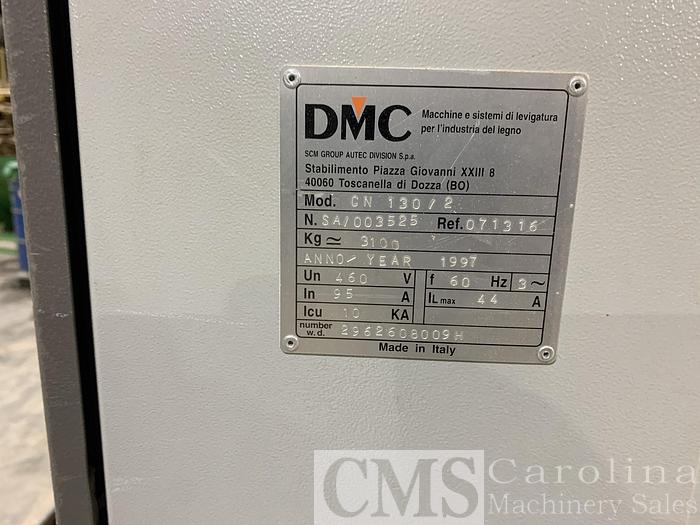 DMC
Macchine e sistemi di levigatura
per l'industria del legno
SCM GROUP AUTEC DIVISION S.p.a.
Stabilimento Piazza Giovanni XXIII 8
40060 Toscanella di Dozza (BO)
Mod. CN 130/2
N. SA/003525 Ref. 071316
Kg ≃ 3100
ANNO/ YEAR 1997
Un 460 V f 60 Hz 3~
In 95 A IL max 44 A
Icu 10 KA
number w.d. 2962608009H
Made in Italy
CMS Carolina
Machinery Sales